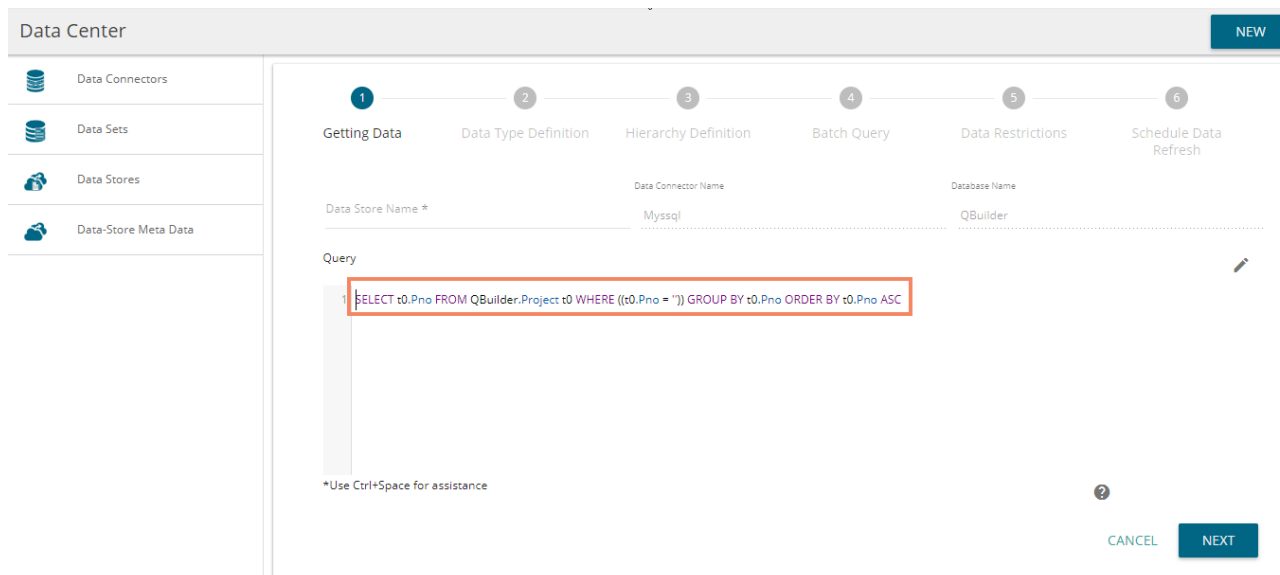 Data Center
NEW
Data Connectors
Data Sets
Data Stores
Data-Store Meta Data
1
2
3
4
5
6
Getting Data
Data Type Definition
Hierarchy Definition
Batch Query
Data Restrictions
Schedule Data
Refresh
Data Connector Name
Database Name
Data Store Name *
Myssql
QBuilder
Query
1 SELECT t0.Pno FROM QBuilder.Project t0 WHERE ((t0.Pno = '')) GROUP BY t0.Pno ORDER BY t0.Pno ASC
*Use Ctrl+Space for assistance
?
CANCEL
NEXT